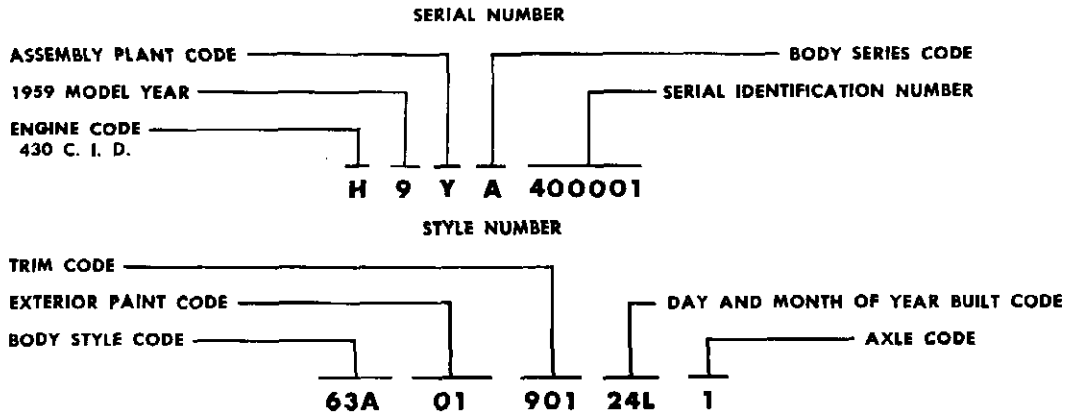 SERIAL NUMBER
ASSEMBLY PLANT CODE
BODY SERIES CODE
1959 MODEL YEAR
SERIAL IDENTIFICATION NUMBER
ENGINE CODE
430 C. I. D.
H 9 Y A 400001
STYLE NUMBER
TRIM CODE
EXTERIOR PAINT CODE
DAY AND MONTH OF YEAR BUILT CODE
BODY STYLE CODE
AXLE CODE
63A 01 901 24L 1